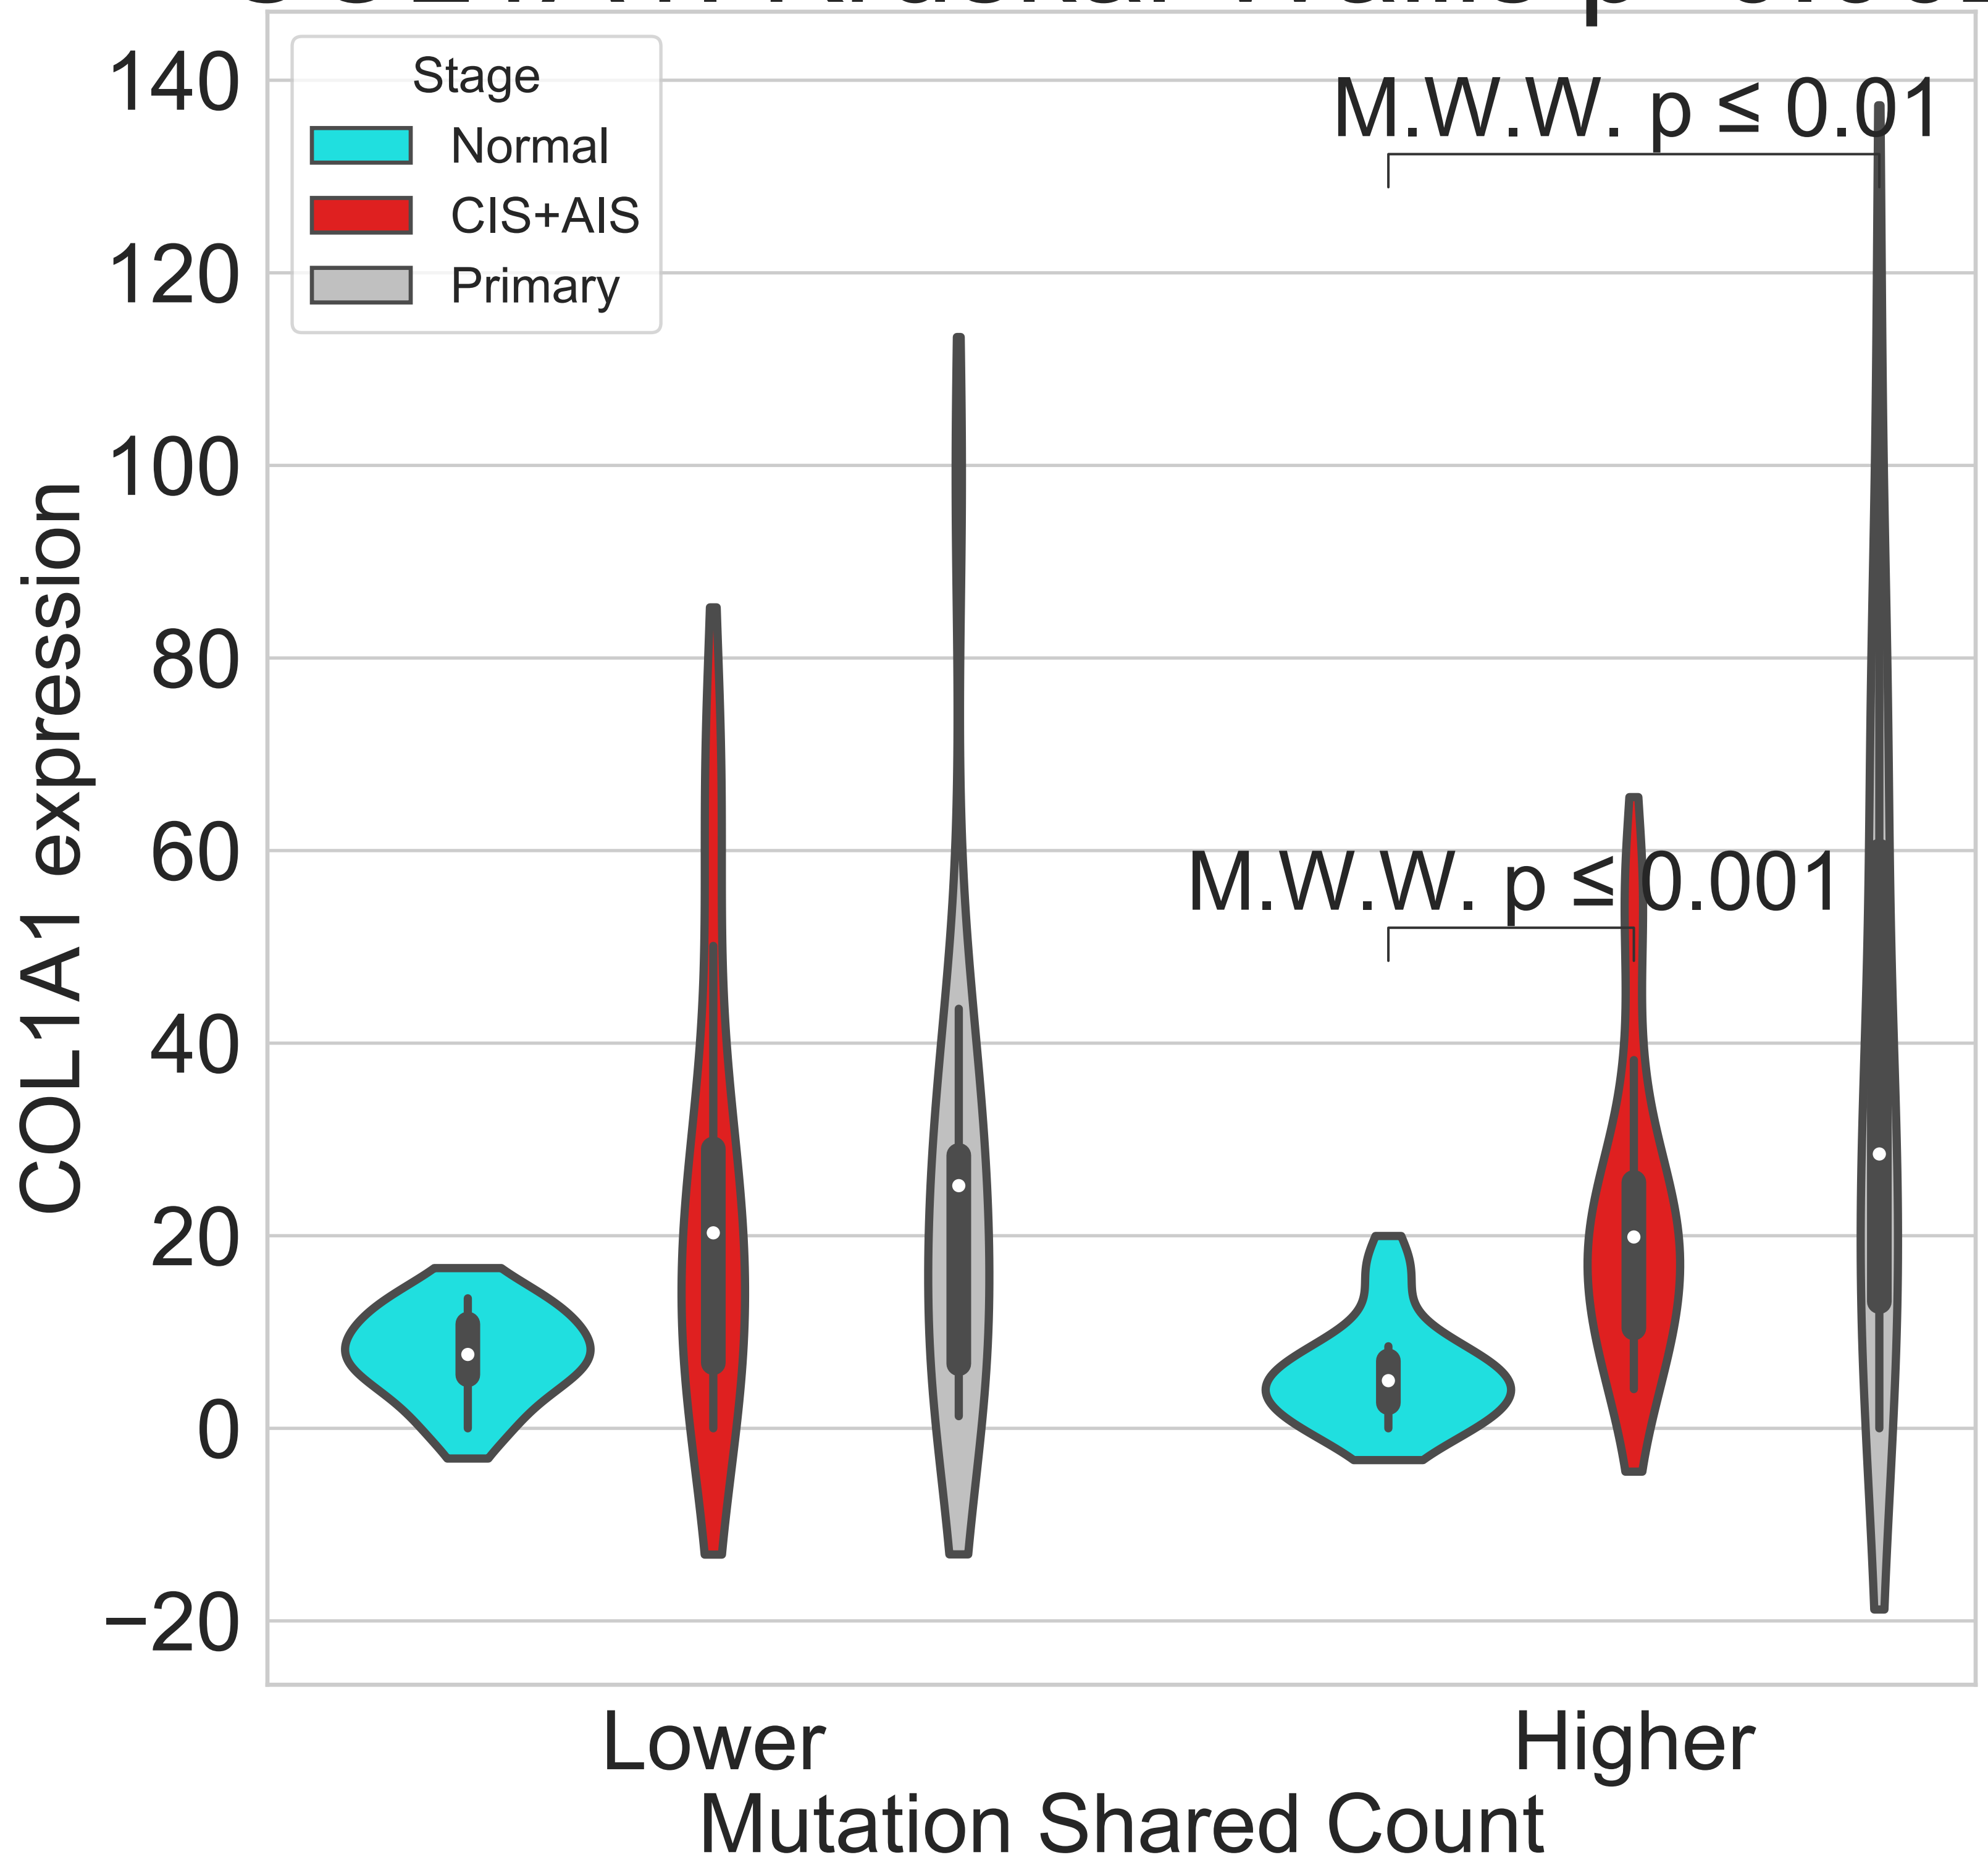 Stage
Normal
CIS+AIS
Primary
140
120
100
80
60
40
20
0
−20
COL1A1 expression
M.W.W. p ≤ 0.01
M.W.W. p ≤ 0.001
Lower
Higher
Mutation Shared Count